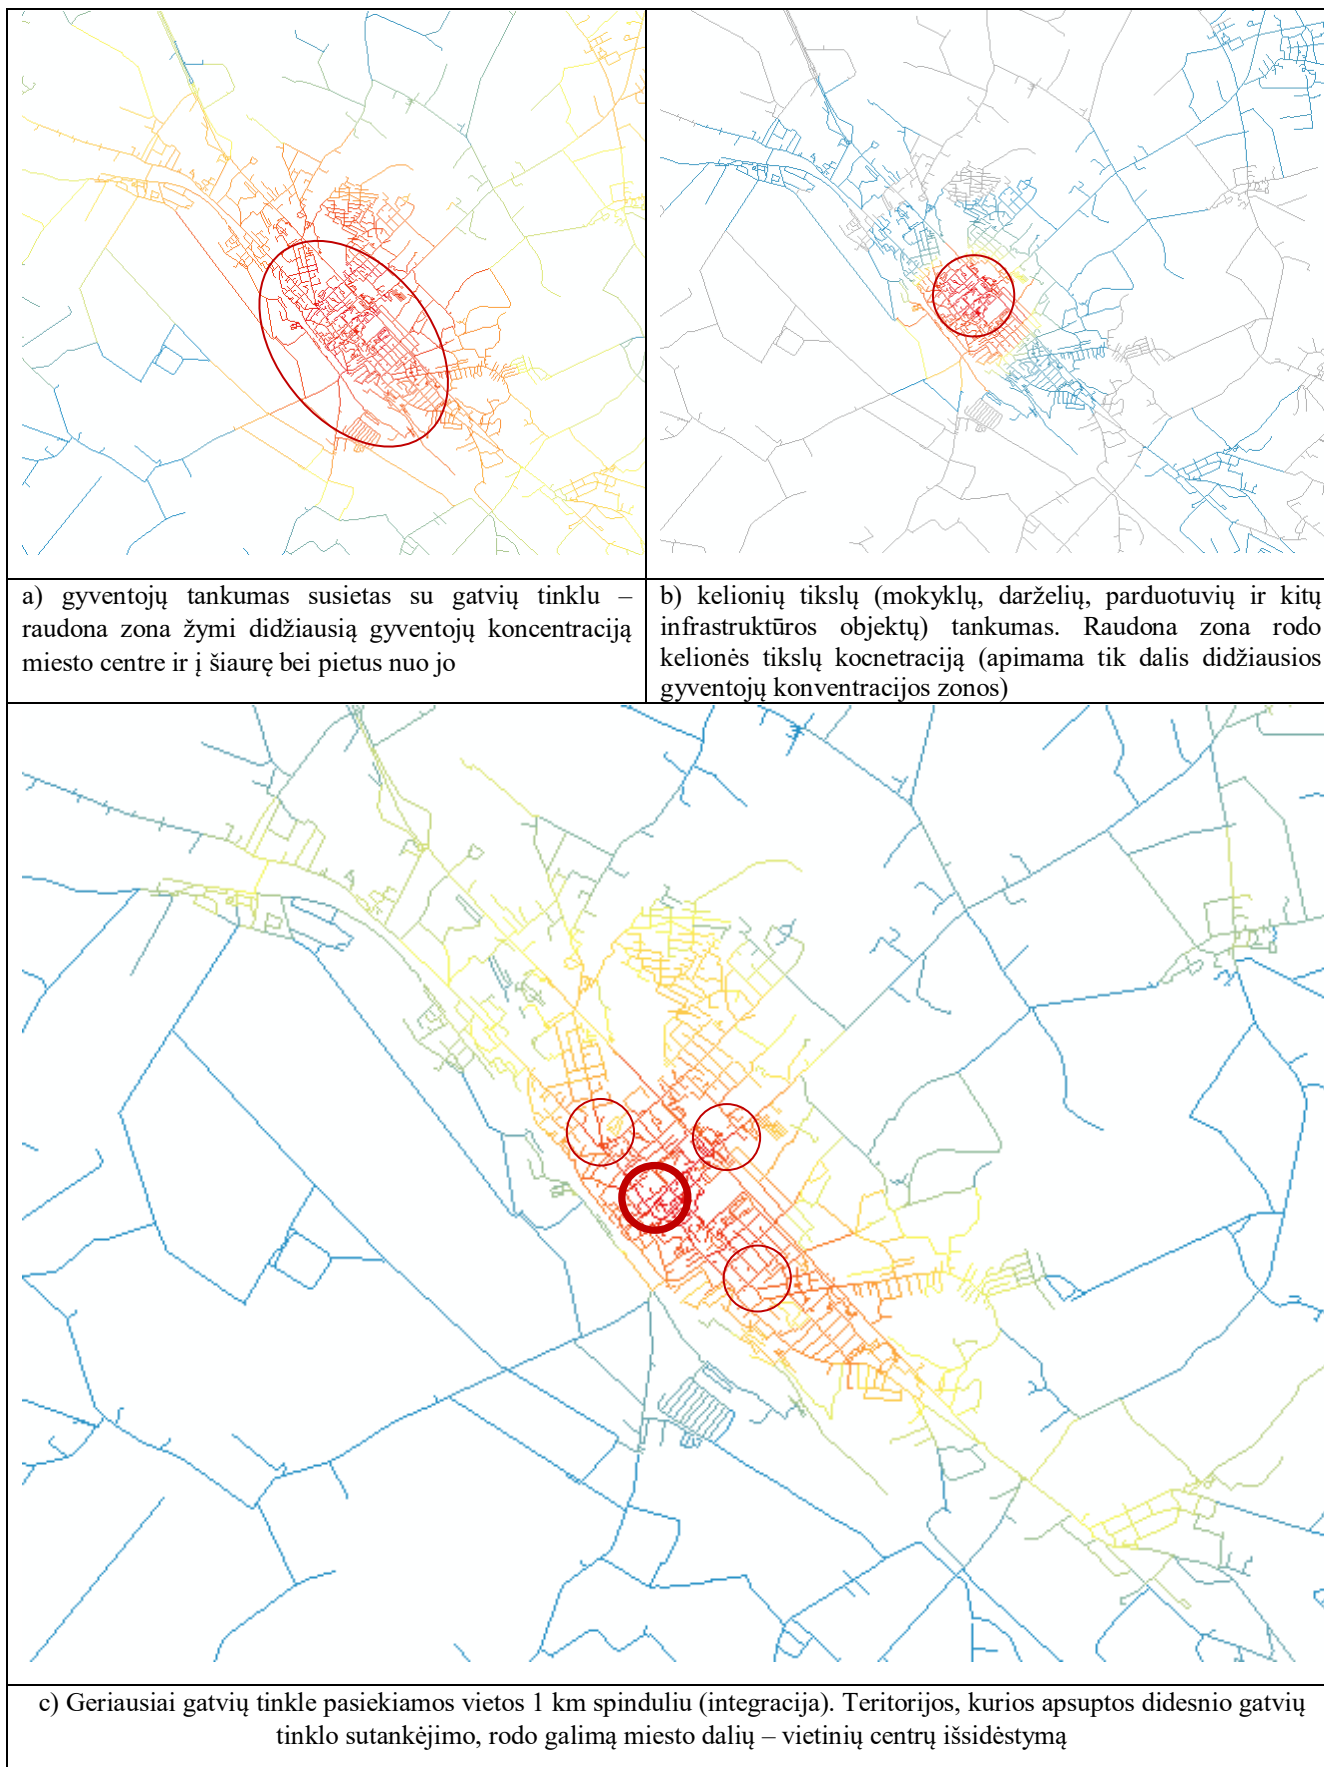 a) gyventojų tankumas susietas su gatvių tinklu –
raudona zona žymi didžiausią gyventojų koncentraciją
miesto centre ir į šiaurę bei pietus nuo jo
b) kelionių tikslų (mokyklų, darželių, parduotuvių ir kitų
infrastruktūros objektų) tankumas. Raudona zona rodo
kelionės tikslų kocnetraciją (apimama tik dalis didžiausios
gyventojų konventracijos zonos)
c) Geriausiai gatvių tinkle pasiekiamos vietos 1 km spinduliu (integracija). Teritorijos, kurios apsuptos didesnio gatvių
tinklo sutankėjimo, rodo galimą miesto dalių – vietinių centrų išsidėstymą